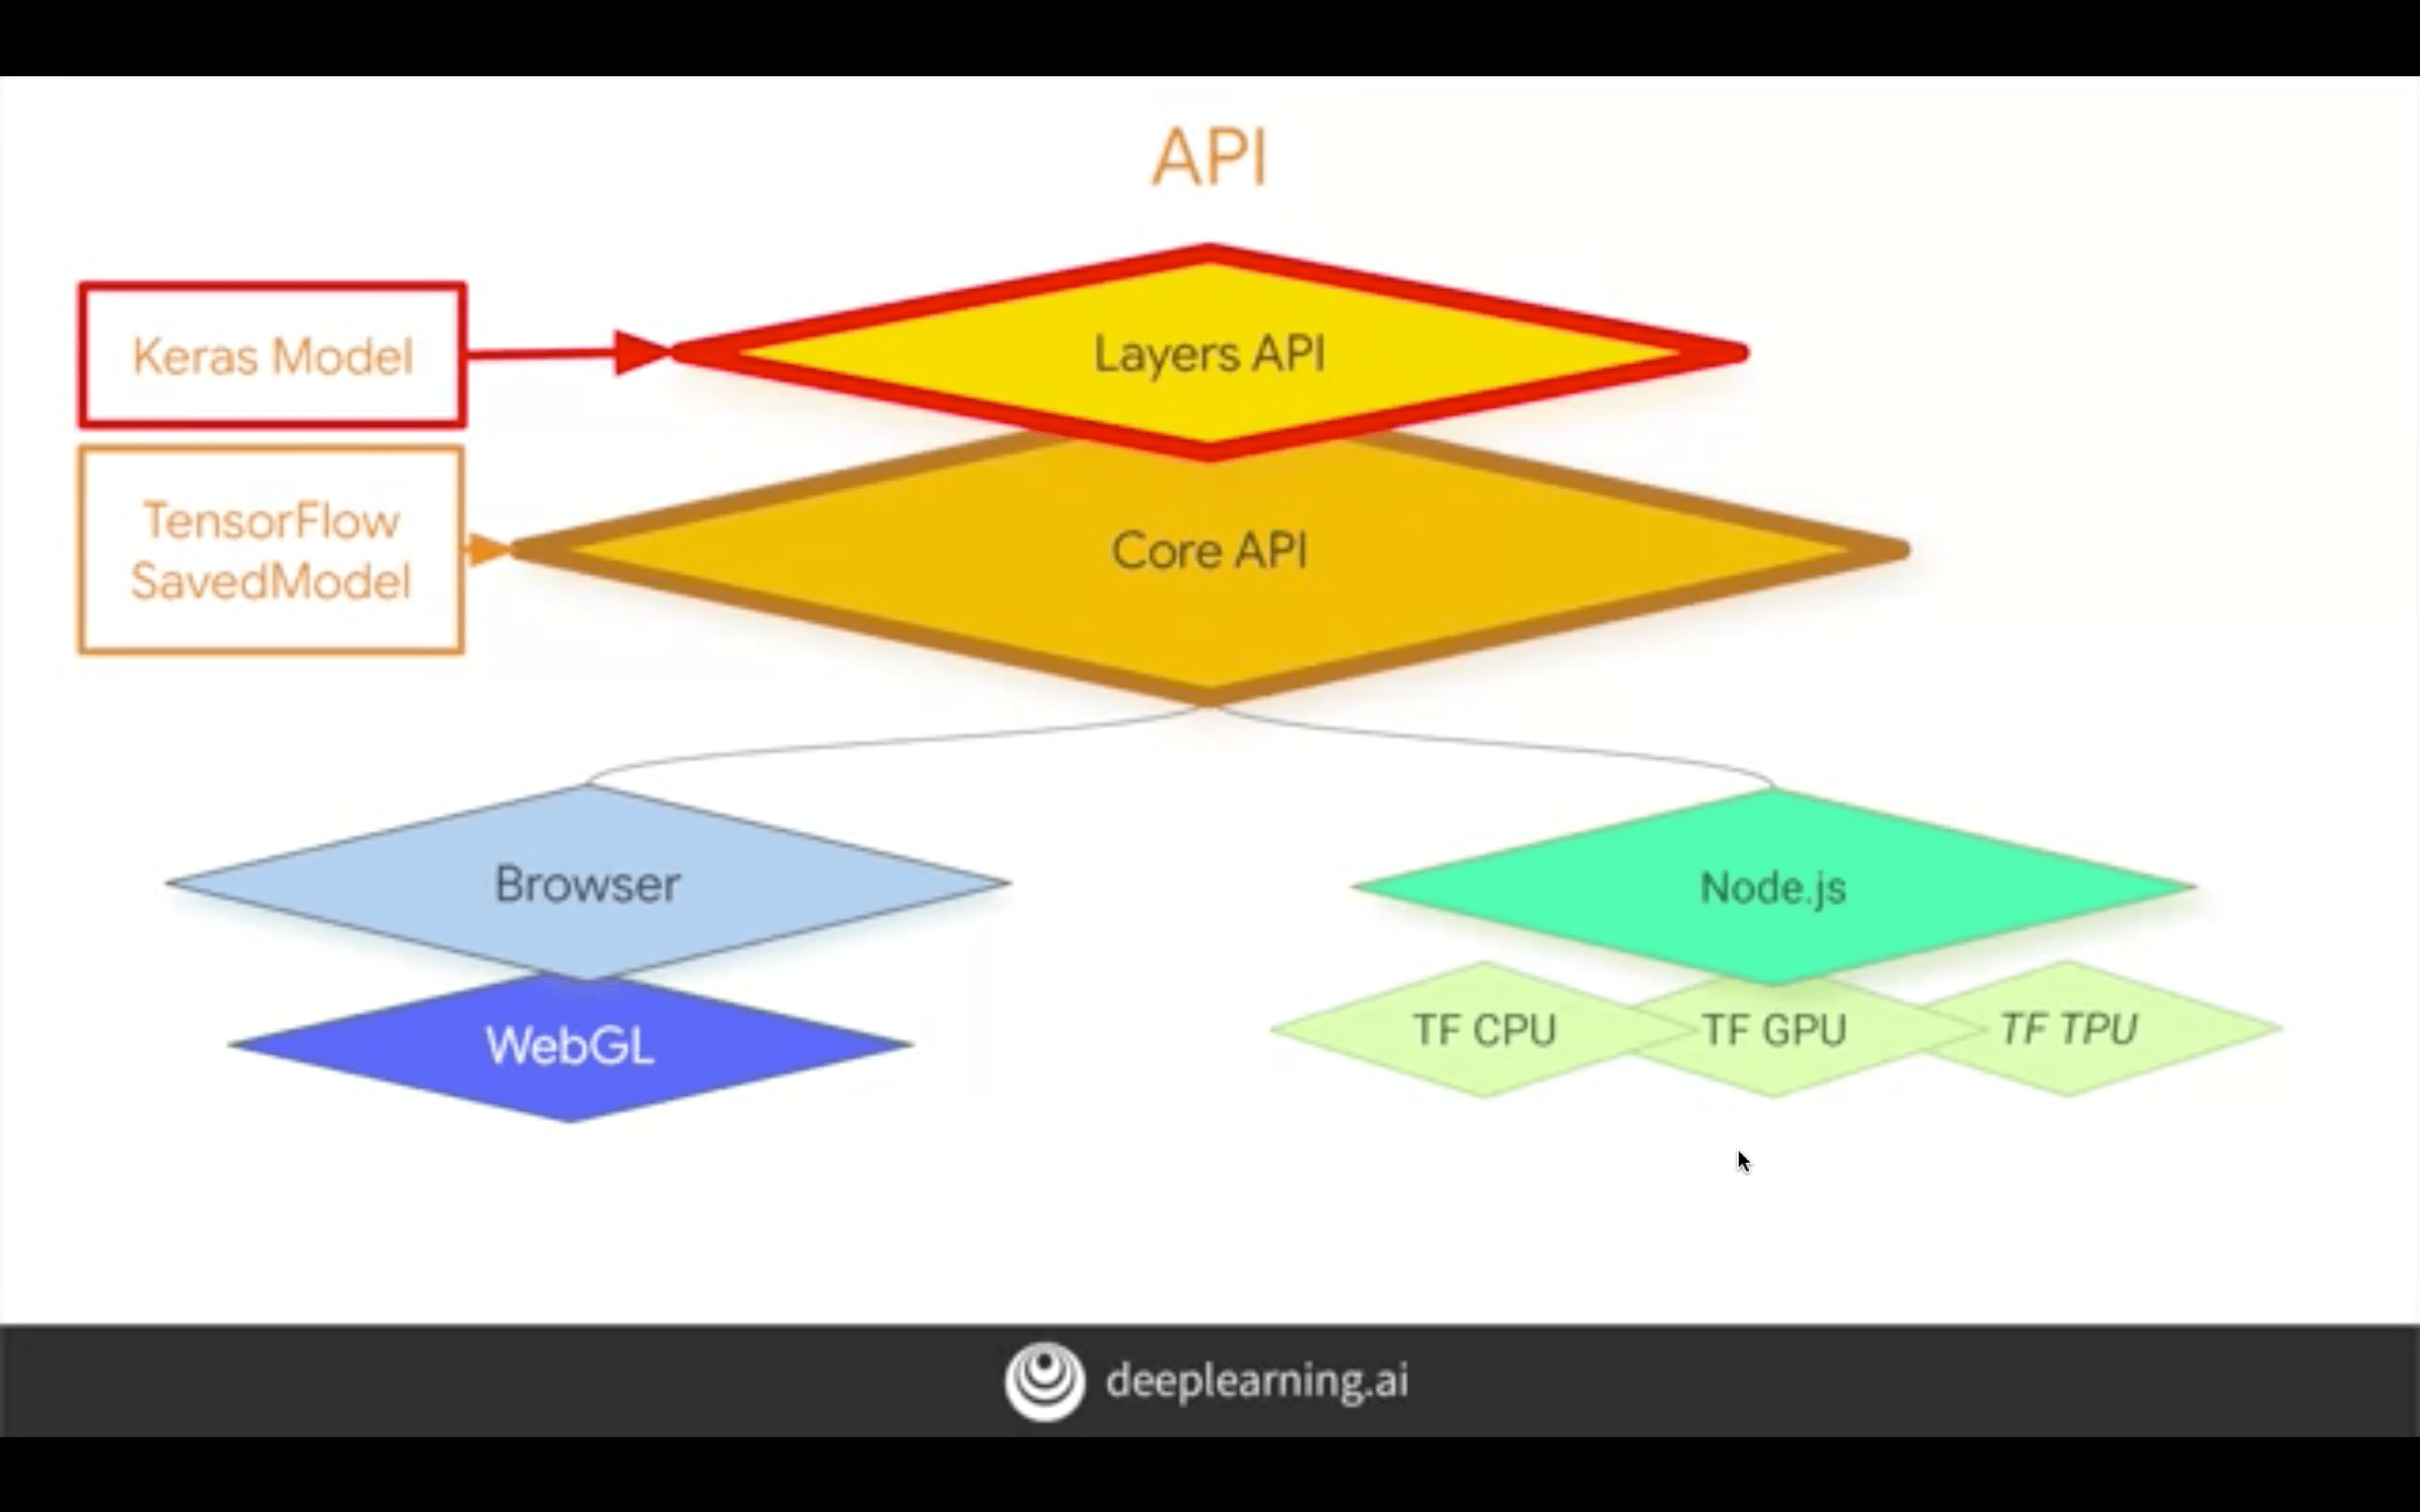 API
Keras Model
Layers API
TensorFlow
SavedModel
Core API
Browser
Node.js
WebGL
TF CPU
TF GPU
TF TPU
deeplearning.ai